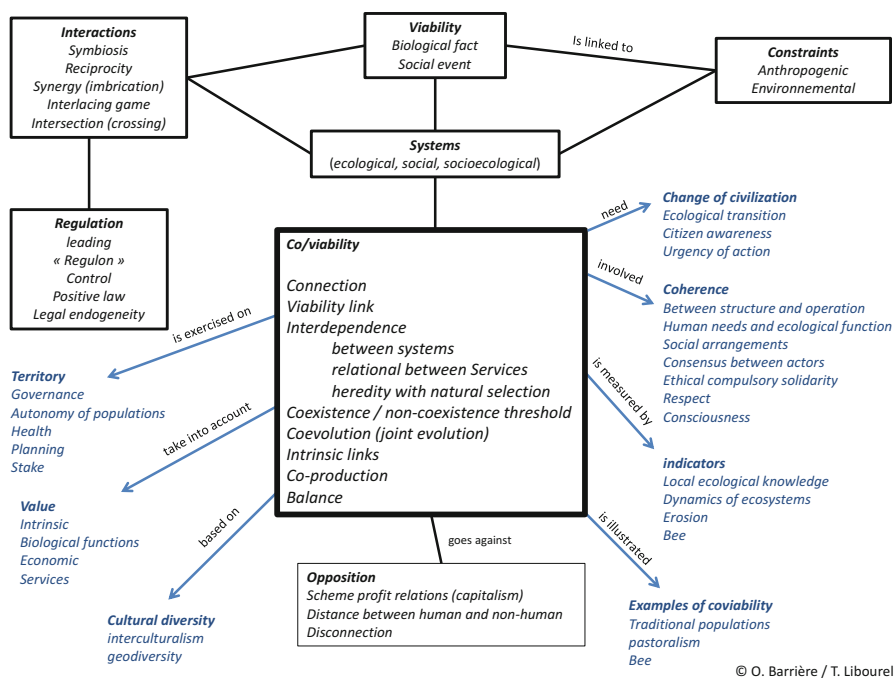 Interactions
Symbiosis
Reciprocity
Synergy (imbrication)
Interlacing game
Intersection (crossing)
Viability
Biological fact
Social event
Is linked to
Constraints
Anthropogenic
Environnemental
Systems
(ecological, social, socioecological)
Regulation
leading
« Regulon »
Control
Positive law
Legal endogeneity
Co/viability
Connection
Viability link
Interdependence
between systems
relational between Services
heredity with natural selection
Coexistence / non-coexistence threshold
Coevolution (joint evolution)
Intrinsic links
Co-production
Balance
need
Change of civilization
Ecological transition
Citizen awareness
Urgency of action
involved
Coherence
Between structure and operation
Human needs and ecological function
Social arrangements
Consensus between actors
Ethical compulsory solidarity
Respect
Consciousness
is exercised on
Territory
Governance
Autonomy of populations
Health
Planning
Stake
is measured by
indicators
Local ecological knowledge
Dynamics of ecosystems
Erosion
Bee
take into account
Value
Intrinsic
Biological functions
Economic
Services
based on
Cultural diversity
interculturalism
geodiversity
goes against
Opposition
Scheme profit relations (capitalism)
Distance between human and non-human
Disconnection
is illustrated
Examples of coviability
Traditional populations
pastoralism
Bee
© O. Barrière / T. Libourel